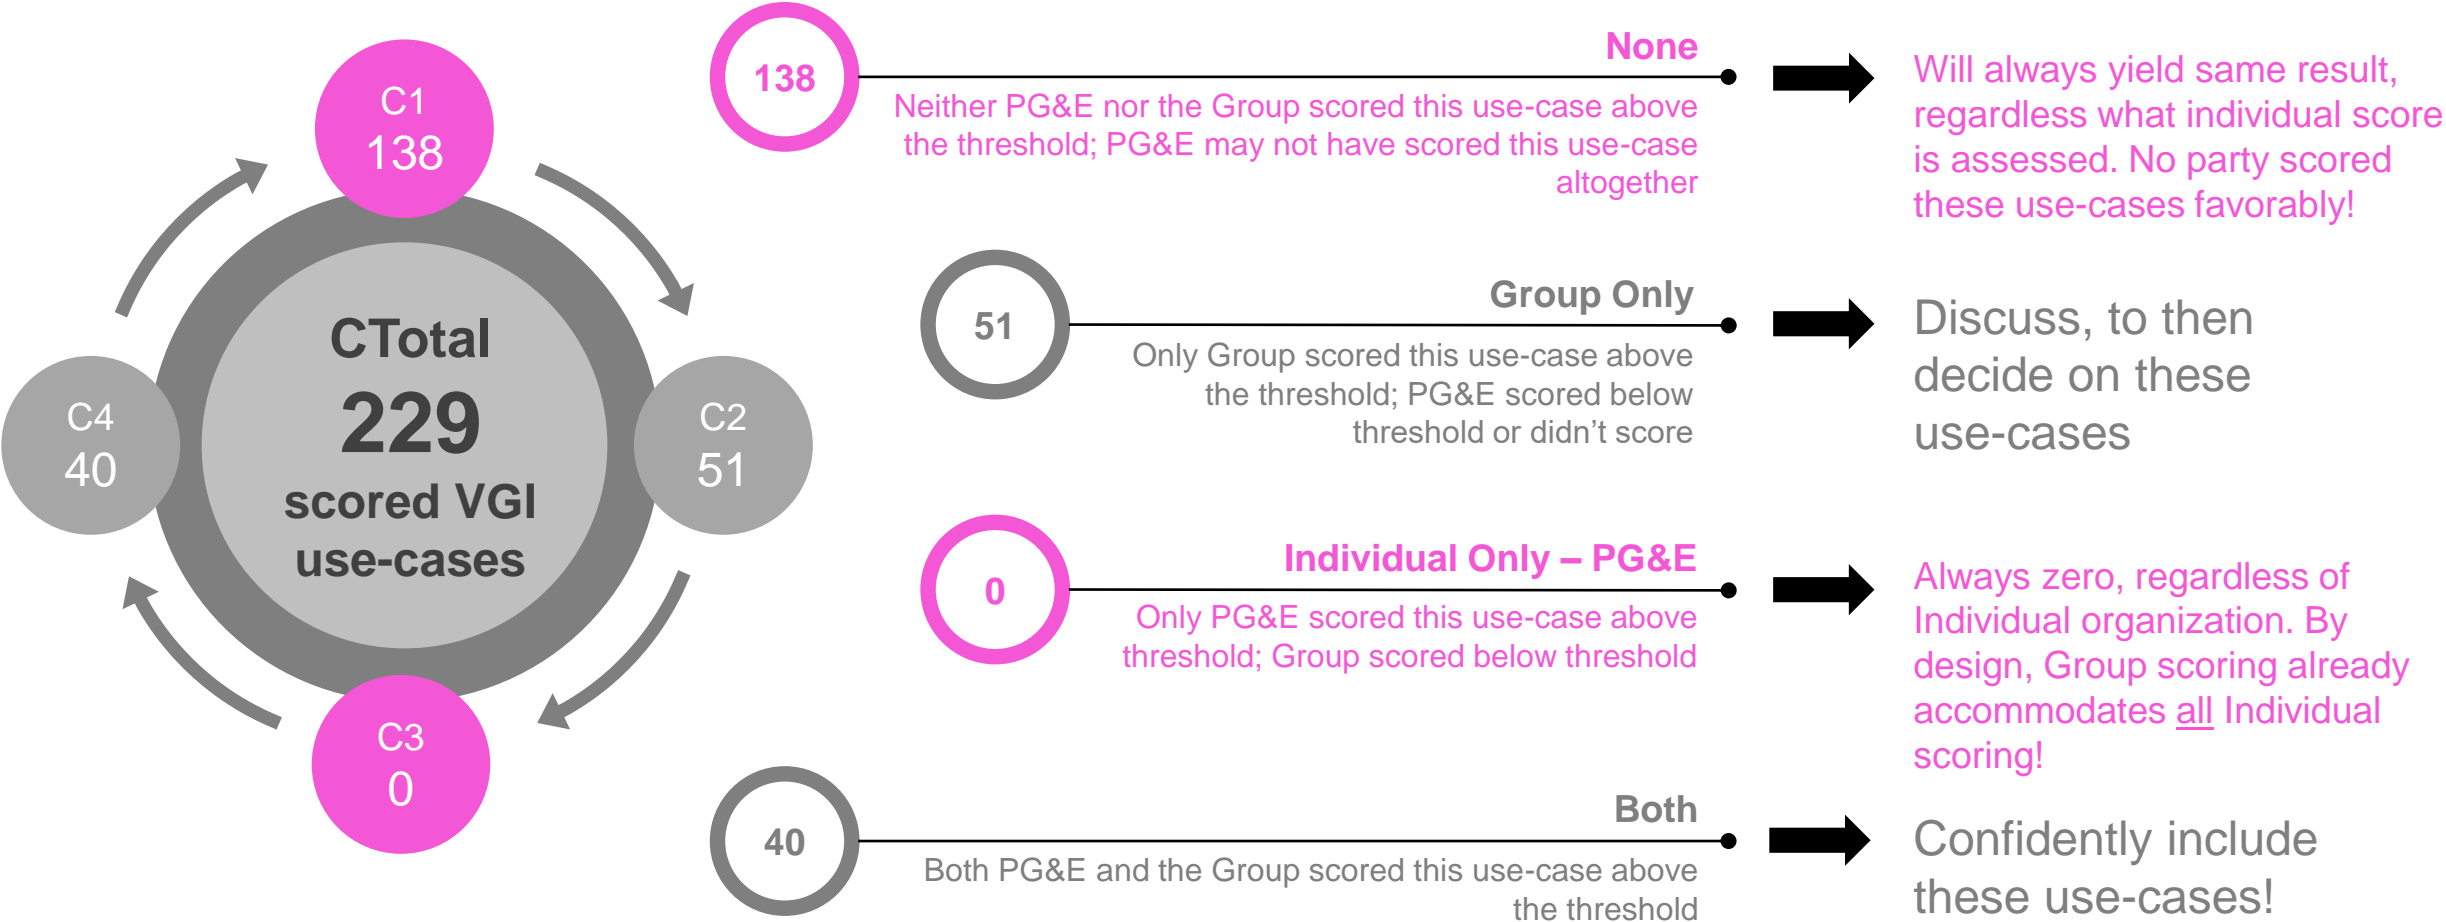 C1
138
C4
40
CTotal
229
scored VGI
use-cases
C2
51
C3
0
138
None
Neither PG&E nor the Group scored this use-case above
the threshold; PG&E may not have scored this use-case
altogether
Will always yield same result,
regardless what individual score
is assessed. No party scored
these use-cases favorably!
51
Group Only
Only Group scored this use-case above
the threshold; PG&E scored below
threshold or didn’t score
Discuss, to then
decide on these
use-cases
0
Individual Only – PG&E
Only PG&E scored this use-case above
threshold; Group scored below threshold
Always zero, regardless of
Individual organization. By
design, Group scoring already
accommodates all Individual
scoring!
40
Both
Both PG&E and the Group scored this use-case above
the threshold
Confidently include
these use-cases!